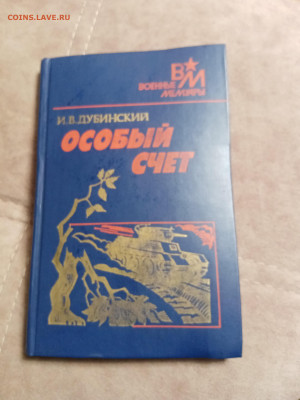 COINS.LAVE.RU
ВМ
ВОЕННЫЕ
МЕМУАРЫ
И.В.ДУБИНСКИЙ
ОСОБЫЙ
СЧЕТ